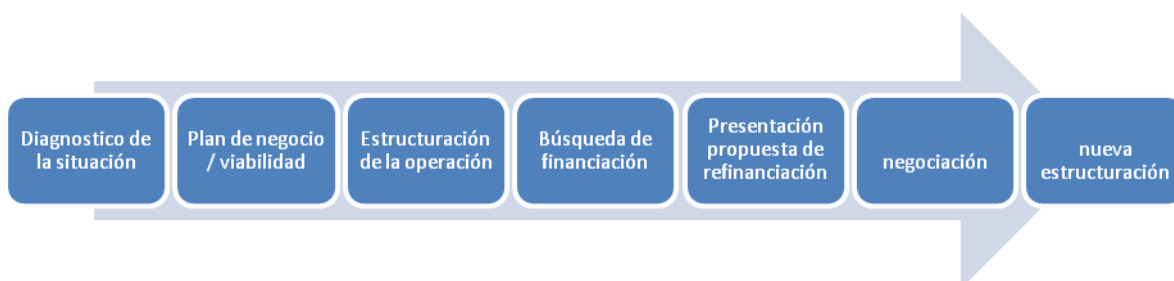 Diagnostico de
la situación
Plan de negocio
/ viabilidad
Estructuración
de la operación
Búsqueda de
financiación
Presentación
propuesta de
refinanciación
negociación
nueva
estructuración